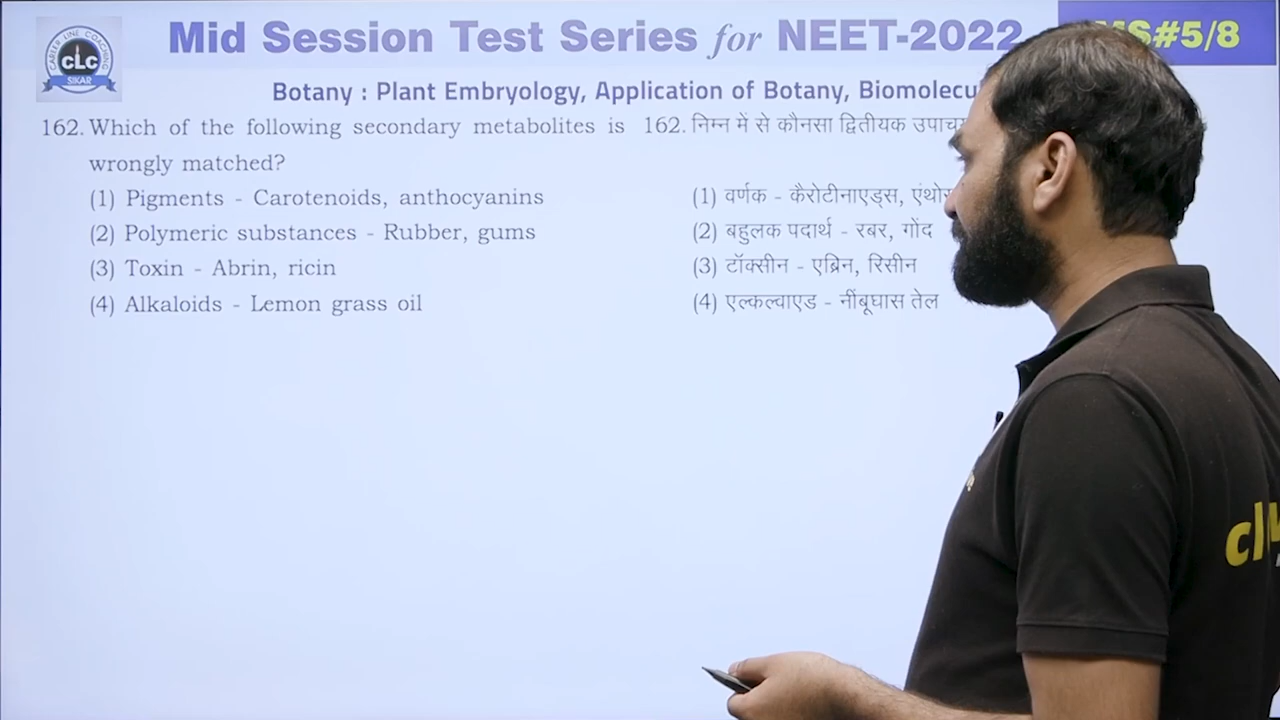 Mid Session Test Series for NEET-2022
#5/8
CAREER LINE COACHING
CLC
SIKAR
Botany : Plant Embryology, Application of Botany,
162. Which of the following secondary metabolites is
wrongly matched?
(1) Pigments - Carotenoids, anthocyanins
(2) Polymeric substances - Rubber, gums
(3) Toxin - Abrin, ricin
(4) Alkaloids - Lemon grass oil
162. निम्न में से कौनसा द्वितीयक
(1) वर्णक - कैरोटीनाएड्स,
(2) बहुलक पदार्थ - रबर, गोंद
(3) टॉक्सीन - एब्रिन, रिसीन
(4) एल्कल्वाएड - नींबूघास तेल